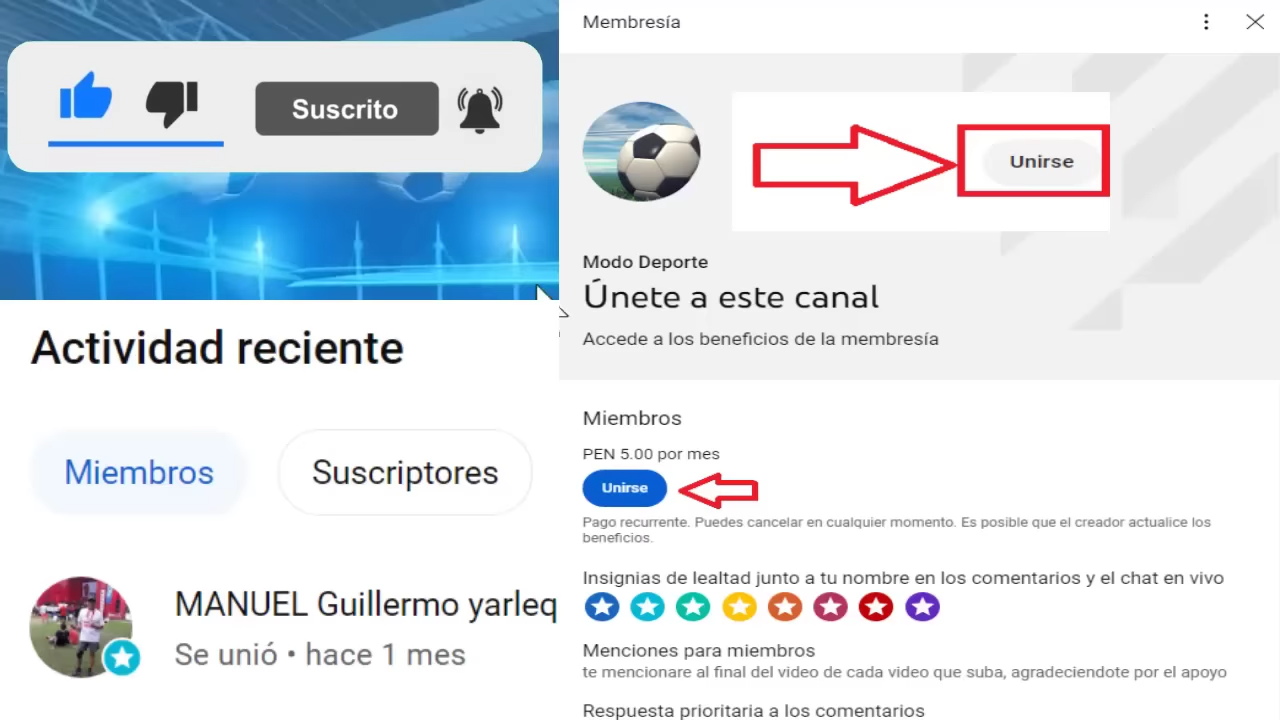 Suscrito
Actividad reciente
Miembros
Suscriptores
MANUEL Guillermo yarleq
Se unió • hace 1 mes
Membresía
Unirse
Modo Deporte
Únete a este canal
Accede a los beneficios de la membresía
Miembros
PEN 5.00 por mes
Unirse
Pago recurrente. Puedes cancelar en cualquier momento. Es posible que el creador actualice los
beneficios.
Insignias de lealtad junto a tu nombre en los comentarios y el chat en vivo
Menciones para miembros
te mencionare al final del video de cada video que suba, agradeciendote por el apoyo
Respuesta prioritaria a los comentarios